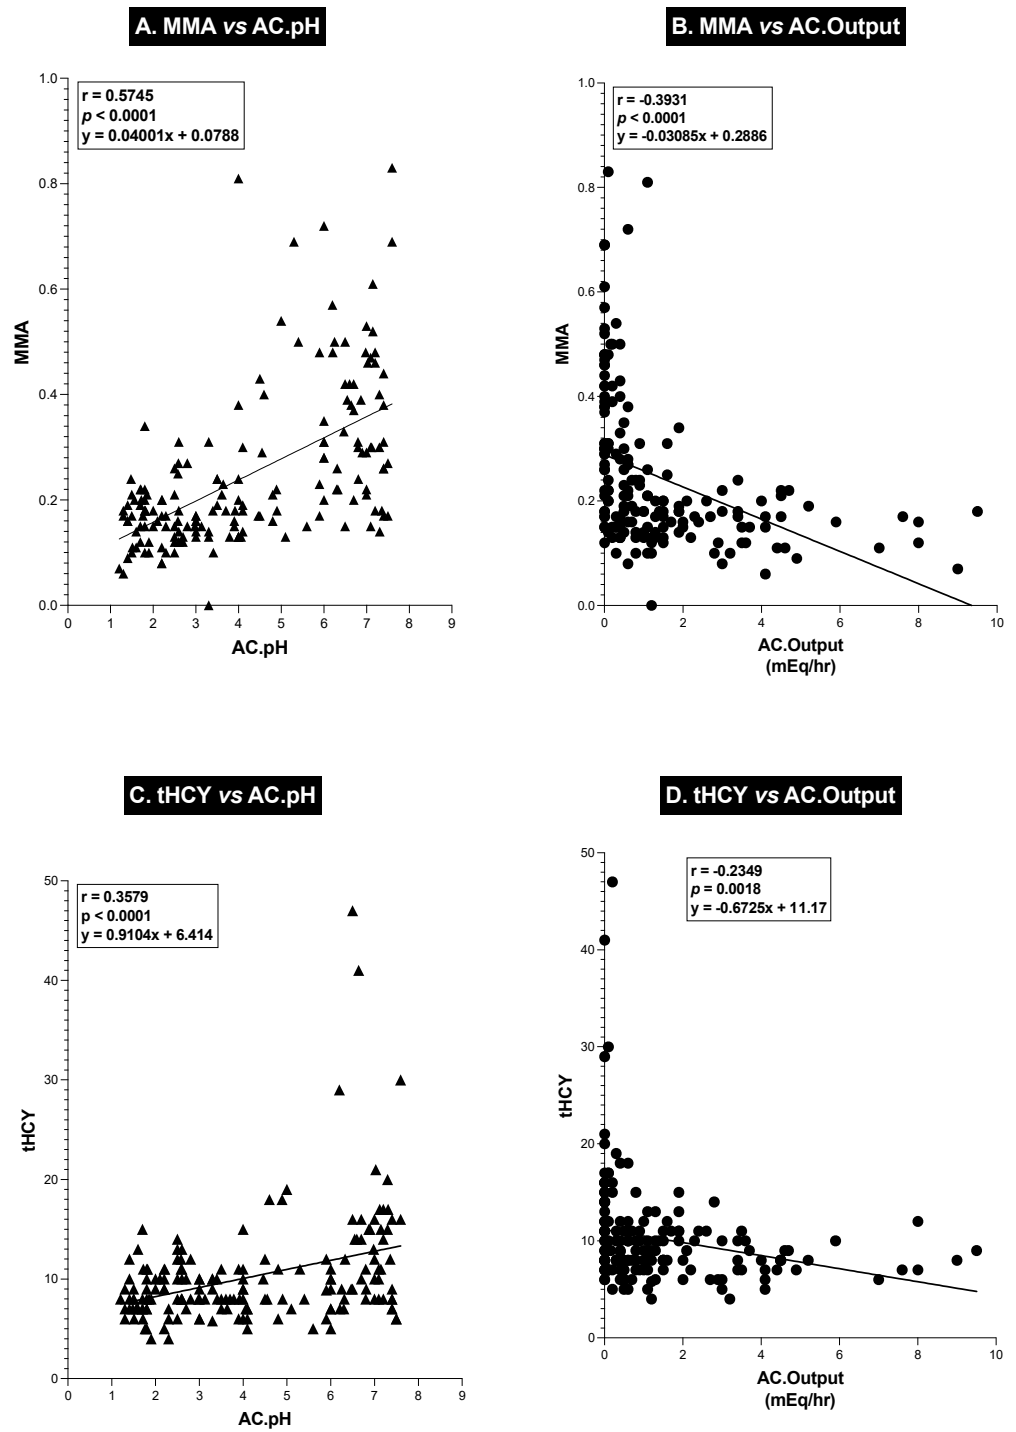 A. MMA vs AC.pH
B. MMA vs AC.Output
r = 0.5745
p < 0.0001
y = 0.04001x + 0.0788
1.0
0.8
0.6
0.4
0.2
0.0
MMA
0 1 2 3 4 5 6 7 8 9
AC.pH
r = -0.3931
p < 0.0001
y = -0.03085x + 0.2886
1.0
0.8
0.6
0.4
0.2
0.0
MMA
0 2 4 6 8 10
AC.Output
(mEq/hr)
C. tHCY vs AC.pH
D. tHCY vs AC.Output
r = 0.3579
p < 0.0001
y = 0.9104x + 6.414
50
40
30
20
10
0
tHCY
0 1 2 3 4 5 6 7 8 9
AC.pH
r = -0.2349
p = 0.0018
y = -0.6725x + 11.17
50
40
30
20
10
0
tHCY
0 2 4 6 8 10
AC.Output
(mEq/hr)